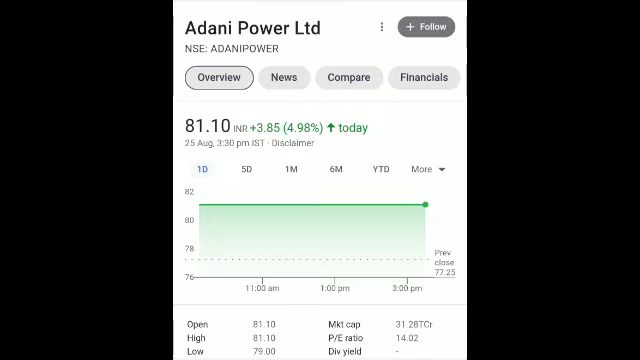 Adani Power Ltd
+ Follow
NSE: ADANIPOWER
Overview News Compare Financials
81.10 INR +3.85 (4.98%) ↑ today
25 Aug, 3:30 pm IST · Disclaimer
1D 5D 1M 6M YTD More
82
80
78
76
Prev
close
77.25
11:00 am 1:00 pm 3:00 pm
Open 81.10 Mkt cap 31.28TCr
High 81.10 P/E ratio 14.02
Low 79.00 Div yield -